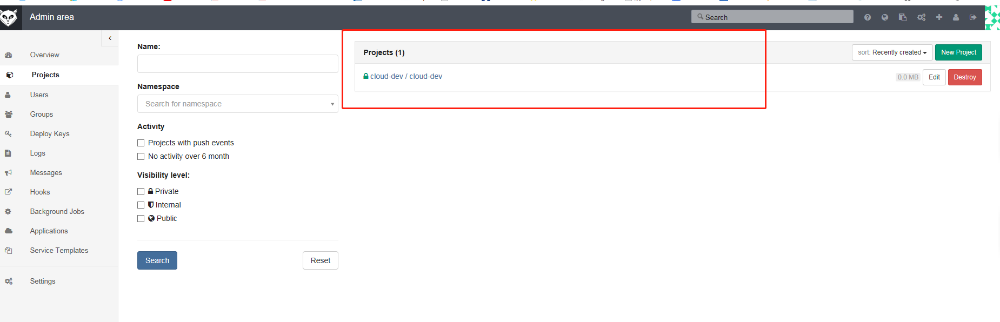 Admin area
Search
Overview
Projects
Users
Groups
Deploy Keys
Logs
Messages
Hooks
Background Jobs
Applications
Service Templates
Settings
Name:
Namespace
Search for namespace
Activity
Projects with push events
No activity over 6 month
Visibility level:
Private
Internal
Public
Search Reset
Projects (1) sort: Recently created New Project
cloud-dev / cloud-dev 0.0 MB Edit Destroy